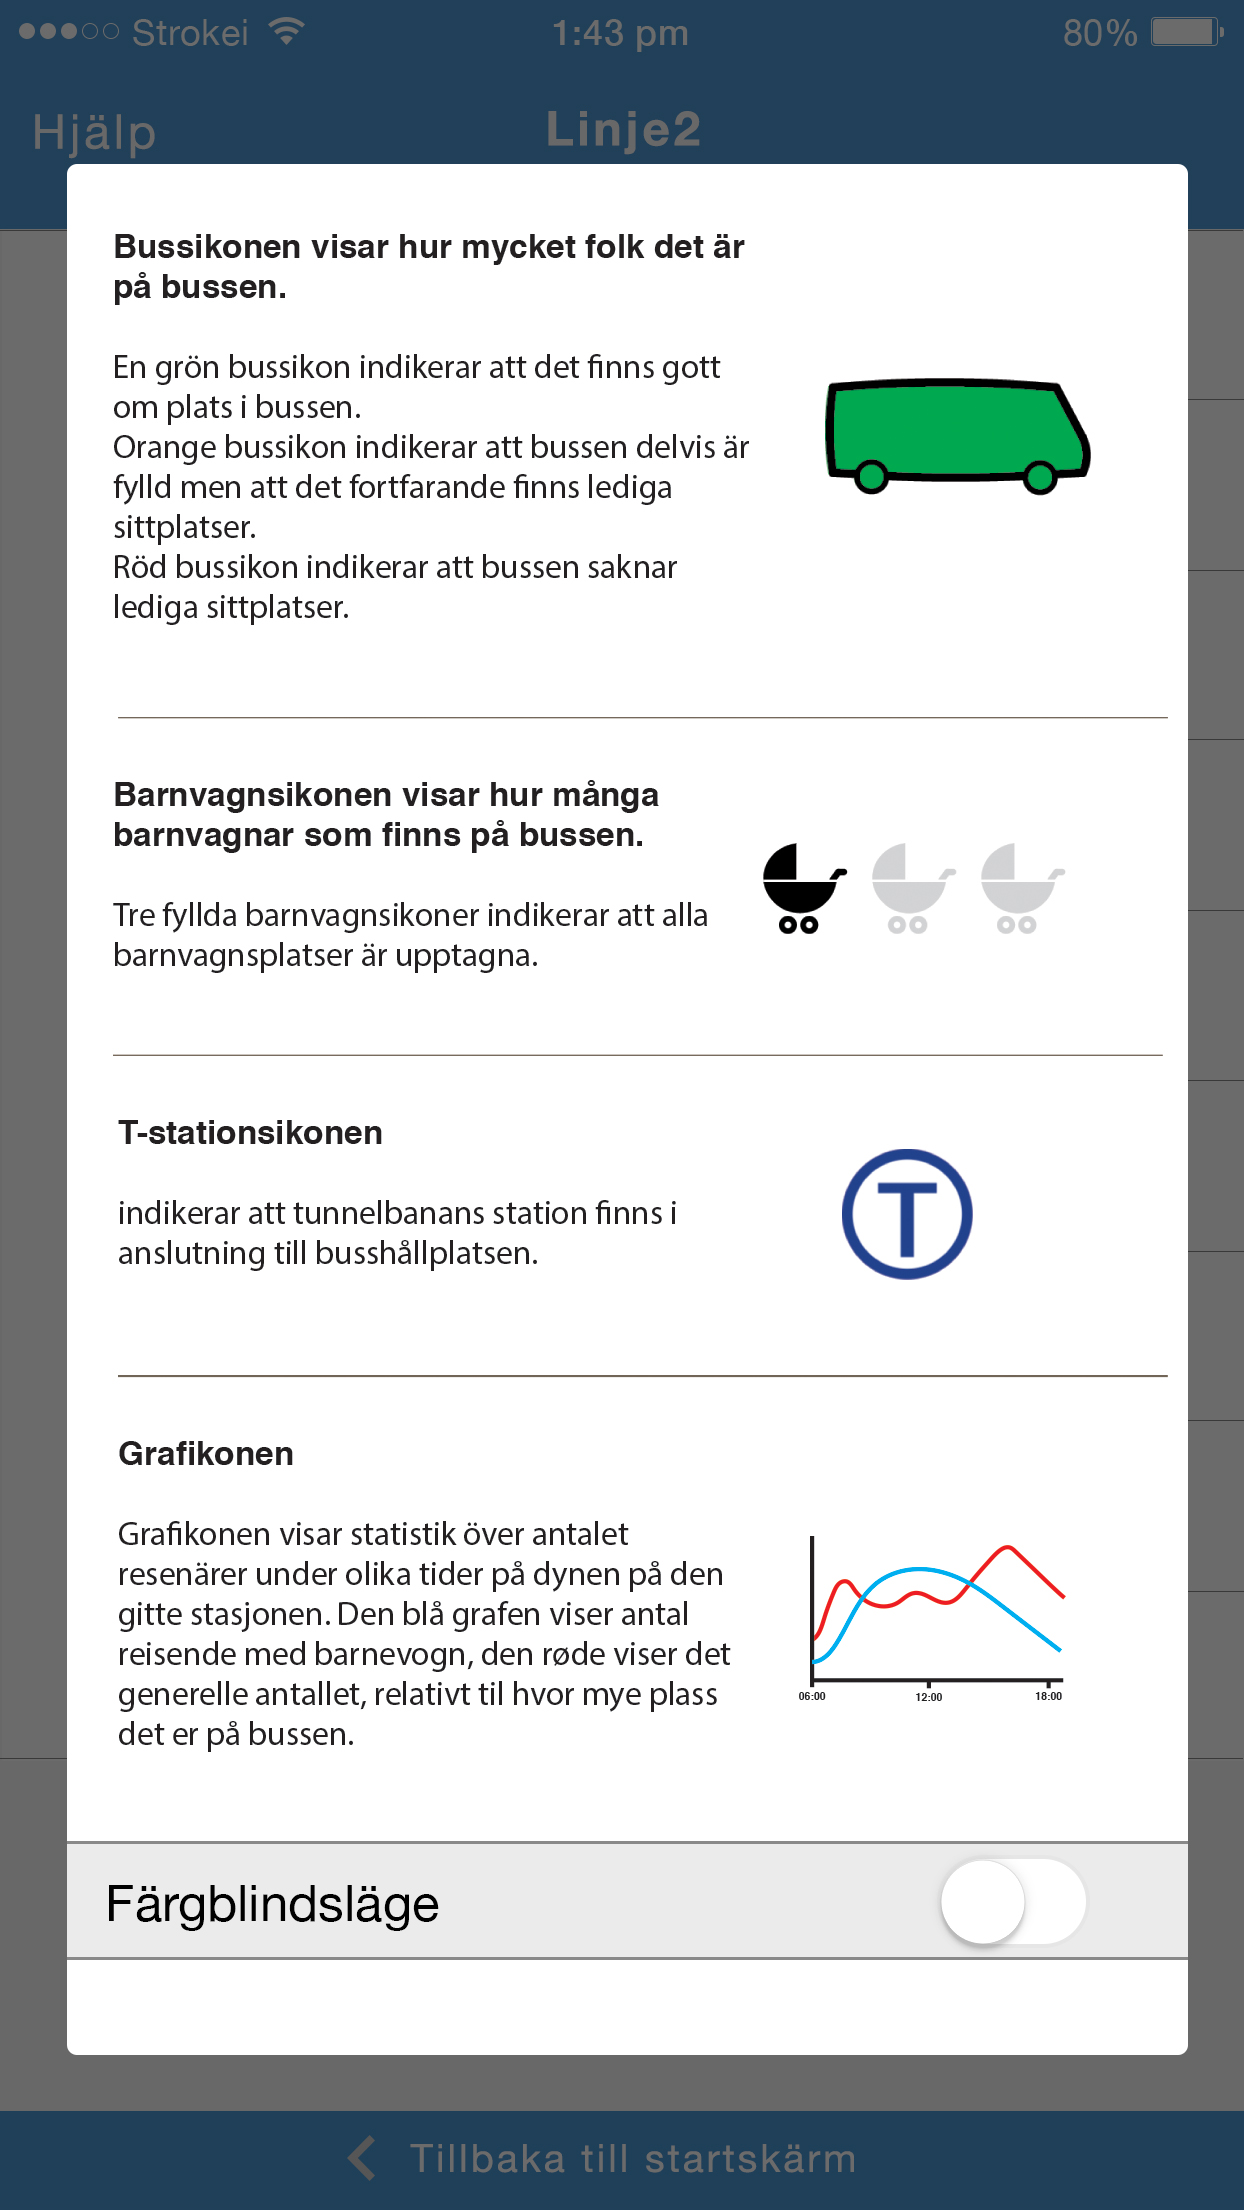 Strokei 1:43 pm 80%
Hjälp Linje2
Bussikonen visar hur mycket folk det är
på bussen.
En grön bussikon indikerar att det finns gott
om plats i bussen.
Orange bussikon indikerar att bussen delvis är
fylld men att det fortfarande finns lediga
sittplatser.
Röd bussikon indikerar att bussen saknar
lediga sittplatser.
Barnvagnsikonen visar hur många
barnvagnar som finns på bussen.
Tre fyllda barnvagnsikoner indikerar att alla
barnvagnsplatser är upptagna.
T-stationsikonen
indikerar att tunnelbanans station finns i
anslutning till busshållplatsen.
T
Grafikonen
Grafikonen visar statistik över antalet
resenärer under olika tider på dynen på den
gitte stasjonen. Den blå grafen viser antal
reisende med barnevogn, den røde viser det
generelle antallet, relativt til hvor mye plass
det er på bussen.
06:00 12:00 18:00
Färgblindsläge
Tillbaka till startskärm